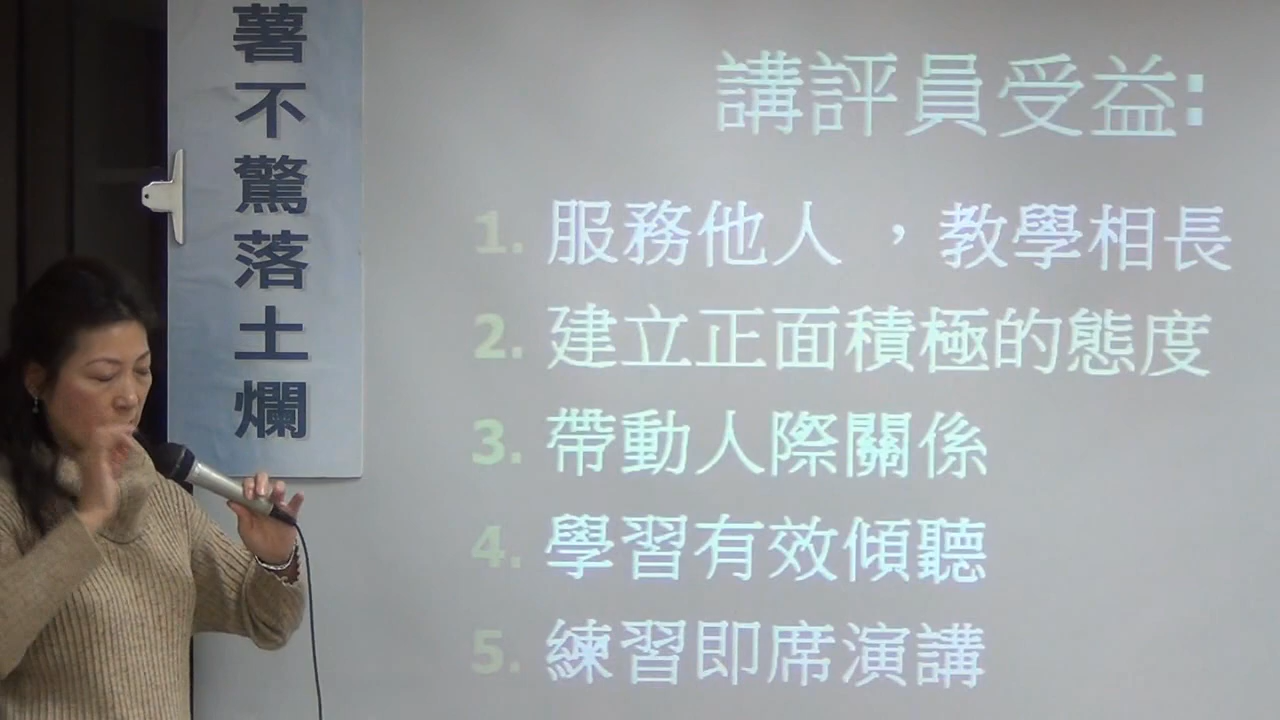 薯不驚落土爛
講評員受益:
1. 服務他人，教學相長
2. 建立正面積極的態度
3. 帶動人際關係
4. 學習有效傾聽
5. 練習即席演講